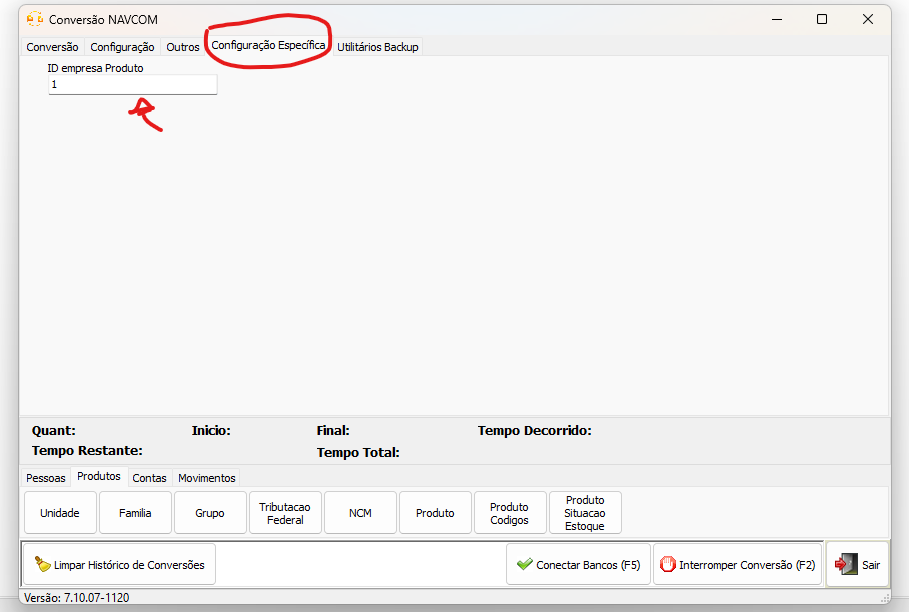 Conversão NAVCOM
Conversão Configuração Outros Configuração Específica Utilitários Backup
ID empresa Produto
1
Quant: Inicio: Final: Tempo Decorrido:
Tempo Restante: Tempo Total:
Pessoas Produtos Contas Movimentos
Unidade
Familia
Grupo
Tributacao
Federal
NCM
Produto
Produto
Codigos
Produto
Situacao
Estoque
Limpar Histórico de Conversões
Conectar Bancos (F5)
Interromper Conversão (F2)
Sair
Versão: 7.10.07-1120